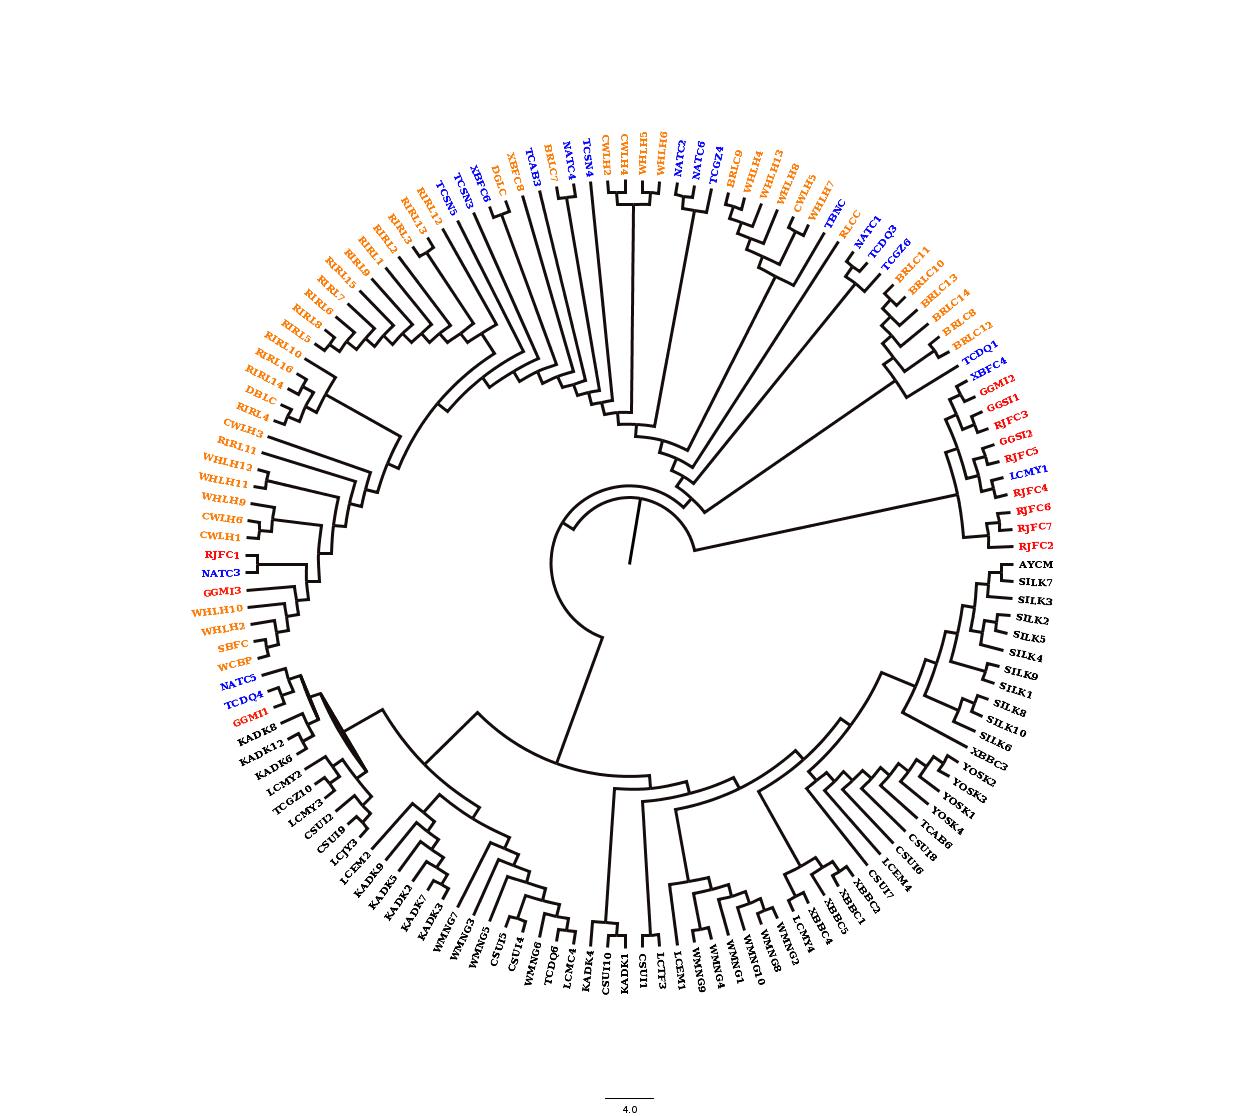 CWLH2
CWLH4
WHLH5
WHLH6
NATC2
NATC6
TCGZ4
BRLC9
WHLH4
WHLH13
WHLH8
CWLH5
WHLH7
TBNC
RLCC
NATC1
TCDQ3
TCGZ6
BRLC11
BRLC10
BRLC13
BRLC14
BRLC8
BRLC12
TCDQ1
XBFC4
GGMI2
GGSI1
RJFC3
GGSI2
RJFC5
LCMY1
RJFC4
RJFC6
RJFC7
RJFC2
AYCM
SILK7
SILK3
SILK2
SILK5
SILK4
SILK9
SILK1
SILK8
SILK10
SILK6
XBBC3
YOSK2
YOSK3
YOSK1
YOSK4
TCAB6
CSUI8
CSUI6
LCEM4
CSUI7
XBBC2
XBBC1
XBBC5
XBBC4
LCMY4
WMNG2
WMNG8
WMNG10
WMNG1
WMNG4
WMNG9
LCEM1
LCTF3
CSUI1
KADK1
CSUI10
KADK4
LCMC4
TCDQ6
WMNG6
CSUI4
CSUI5
WMNG5
WMNG3
WMNG7
KADK3
KADK7
KADK2
KADK5
KADK9
LCEM2
LCJY3
CSUI9
CSUI2
LCMY3
TCGZ10
LCMY2
KADK6
KADK12
KADK8
GGMI1
TCDQ4
NATC5
WCBP
SBFC
WHLH2
WHLH10
GGMI3
NATC3
RJFC1
CWLH1
CWLH6
WHLH9
WHLH11
WHLH12
RIRL11
CWLH3
RIRL4
DBLC
RIRL14
RIRL16
RIRL10
RIRL5
RIRL8
RIRL6
RIRL7
RIRL15
RIRL9
RIRL1
RIRL2
RIRL3
RIRL13
RIRL12
TCSN5
TCSN3
XBFC6
DGLC
XBFC8
TCAB3
BRLC7
NATC4
TCSN4
4.0